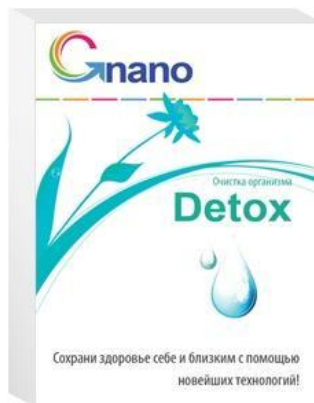 Gnano
Очистка организма
Detox
Сохрани здоровье себе и близким с помощью
новейших технологий!